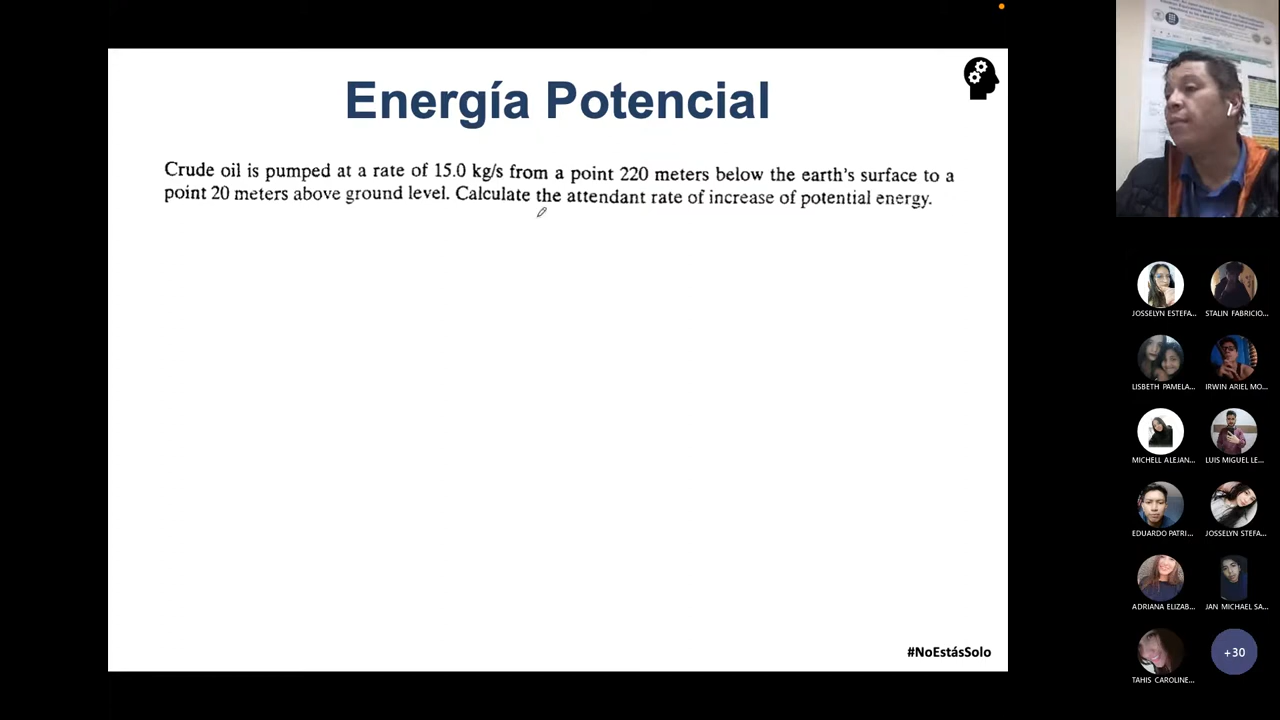 Energía Potencial
Crude oil is pumped at a rate of 15.0 kg/s from a point 220 meters below the earth's surface to a
point 20 meters above ground level. Calculate the attendant rate of increase of potential energy.
#NoEstásSolo
JOSSELYN ESTEFA...
STALIN FABRICIO...
LISBETH PAMELA...
IRWIN ARIEL MO...
MICHELL ALEJAN...
LUIS MIGUEL LE...
EDUARDO PATRI...
JOSSELYN STEFA...
ADRIANA ELIZAB...
JAN MICHAEL SA...
TAHIS CAROLINE...
+30